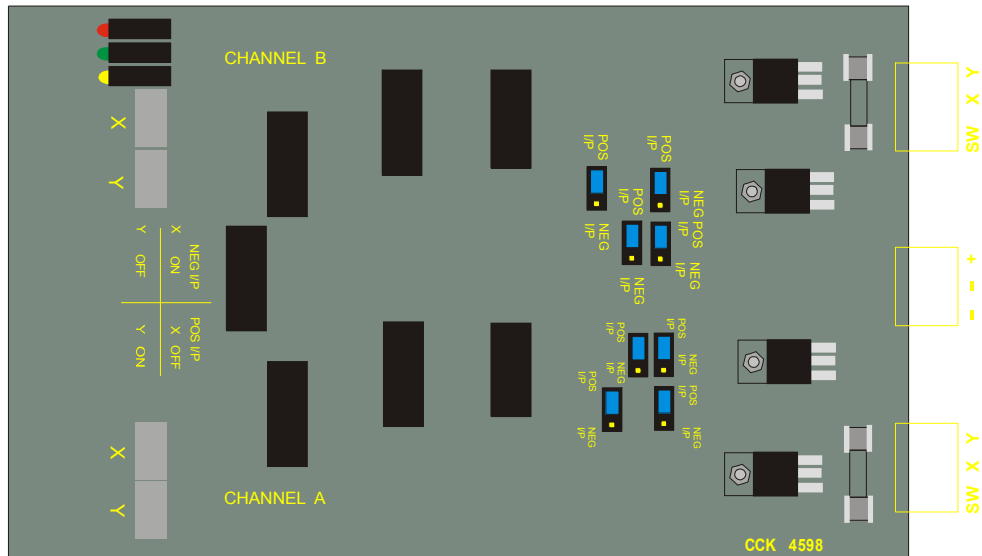 CHANNEL B
SW X Y
X
Y
POS I/P
POS I/P
NEG I/P
POS I/P
NEG I/P
POS I/P
NEG I/P
NEG I/P
X ON
Y OFF
NEG I/P
X OFF
Y ON
POS I/P
- - +
POS I/P
POS I/P
NEG I/P
NEG I/P
POS I/P
POS I/P
NEG I/P
NEG I/P
X
Y
CHANNEL A
SW X Y
CCK 4598